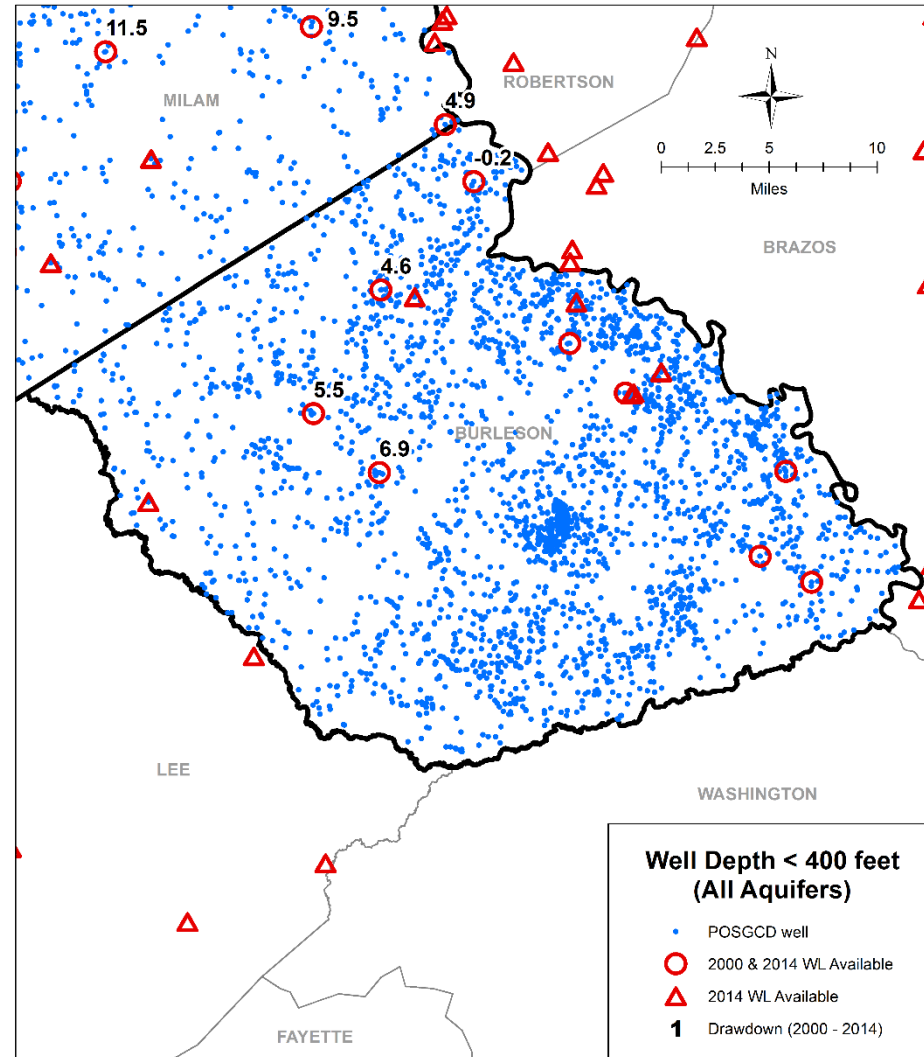 11.5
9.5
MILAM
ROBERTSON
N
4.9
0 2.5 5 10
Miles
-0.2
BRAZOS
4.6
5.5
BURLESON
6.9
LEE
WASHINGTON
FAYETTE
Well Depth < 400 feet
(All Aquifers)
POSGCD well
2000 & 2014 WL Available
2014 WL Available
1 Drawdown (2000 - 2014)